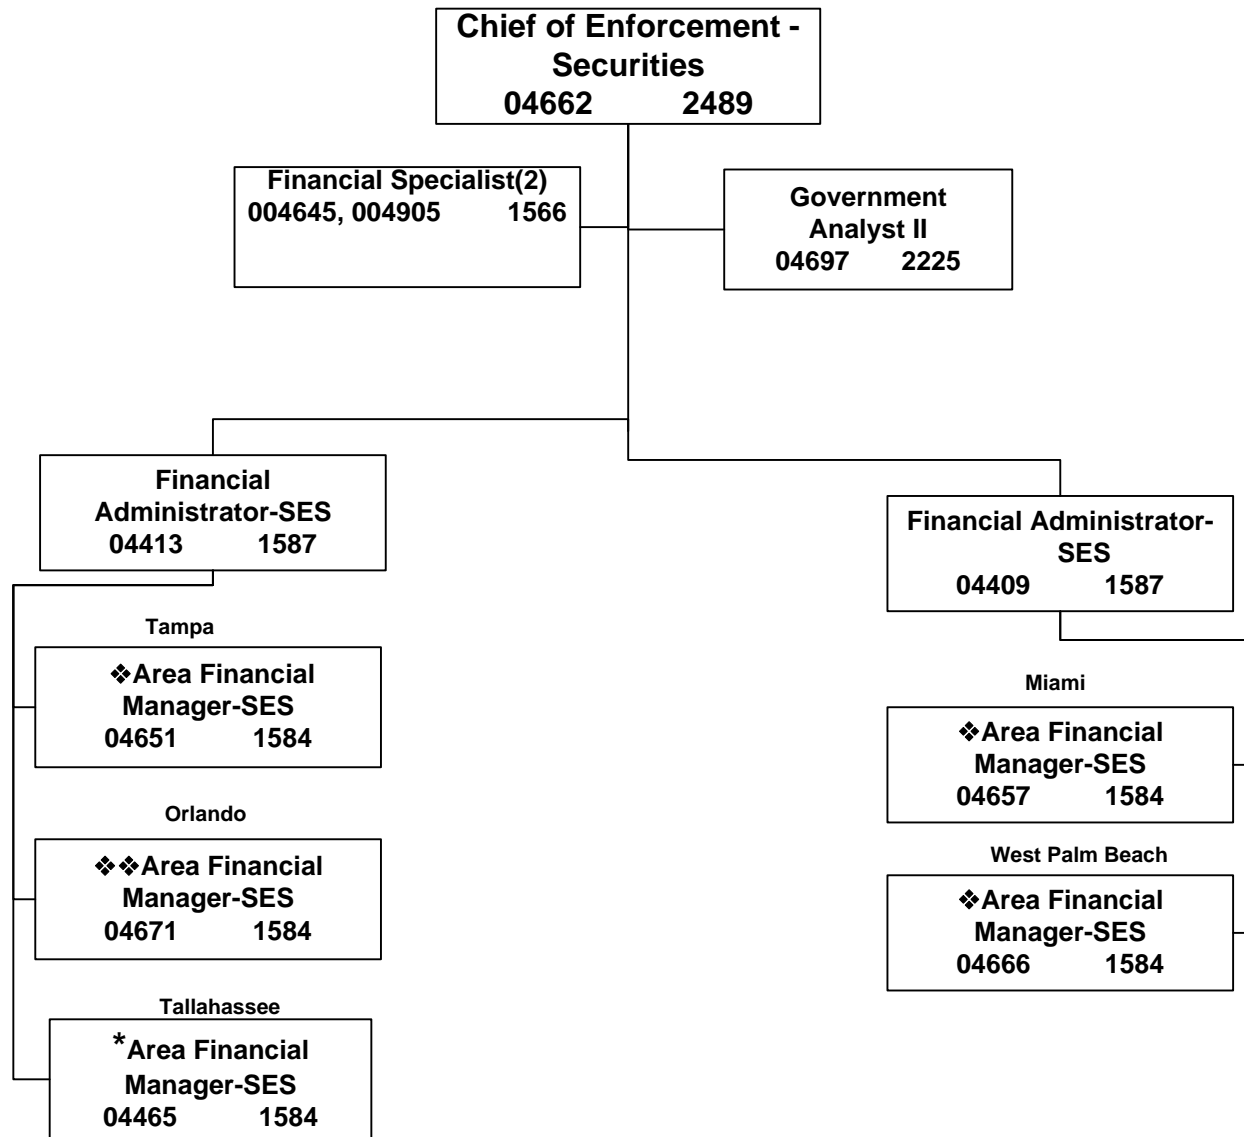 Chief of Enforcement -
Securities
04662 2489
Financial Specialist(2)
004645, 004905 1566
Government
Analyst II
04697 2225
Financial
Administrator-SES
04413 1587
Tampa
❖Area Financial
Manager-SES
04651 1584
Orlando
❖❖Area Financial
Manager-SES
04671 1584
Tallahassee
*Area Financial
Manager-SES
04465 1584
Financial Administrator-
SES
04409 1587
Miami
❖Area Financial
Manager-SES
04657 1584
West Palm Beach
❖Area Financial
Manager-SES
04666 1584